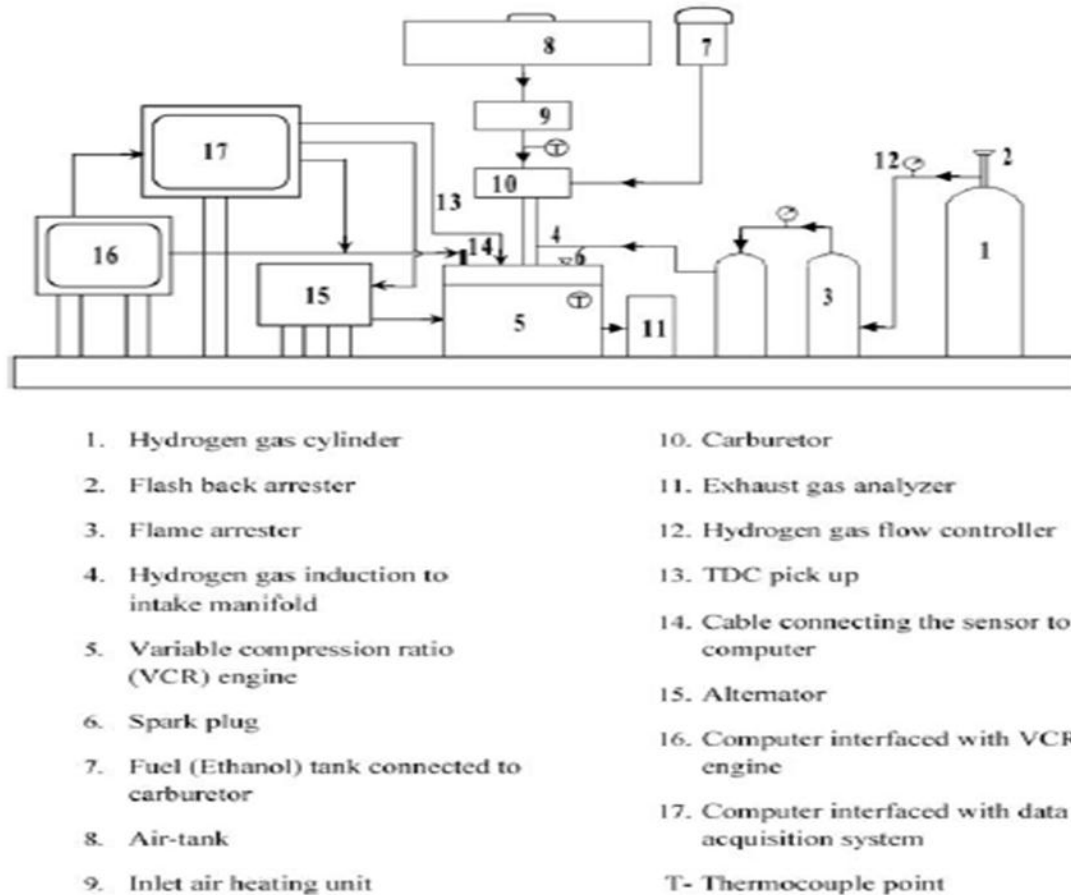 8
7
9
T
17
10
12
2
13
4
14
6
16
1
15
T
3
5
11
1. Hydrogen gas cylinder
2. Flash back arrester
3. Flame arrester
4. Hydrogen gas induction to
intake manifold
5. Variable compression ratio
(VCR) engine
6. Spark plug
7. Fuel (Ethanol) tank connected to
carburetor
8. Air-tank
9. Inlet air heating unit
10. Carburetor
11. Exhaust gas analyzer
12. Hydrogen gas flow controller
13. TDC pick up
14. Cable connecting the sensor to
computer
15. Alternator
16. Computer interfaced with VCR
engine
17. Computer interfaced with data
acquisition system
T- Thermocouple point